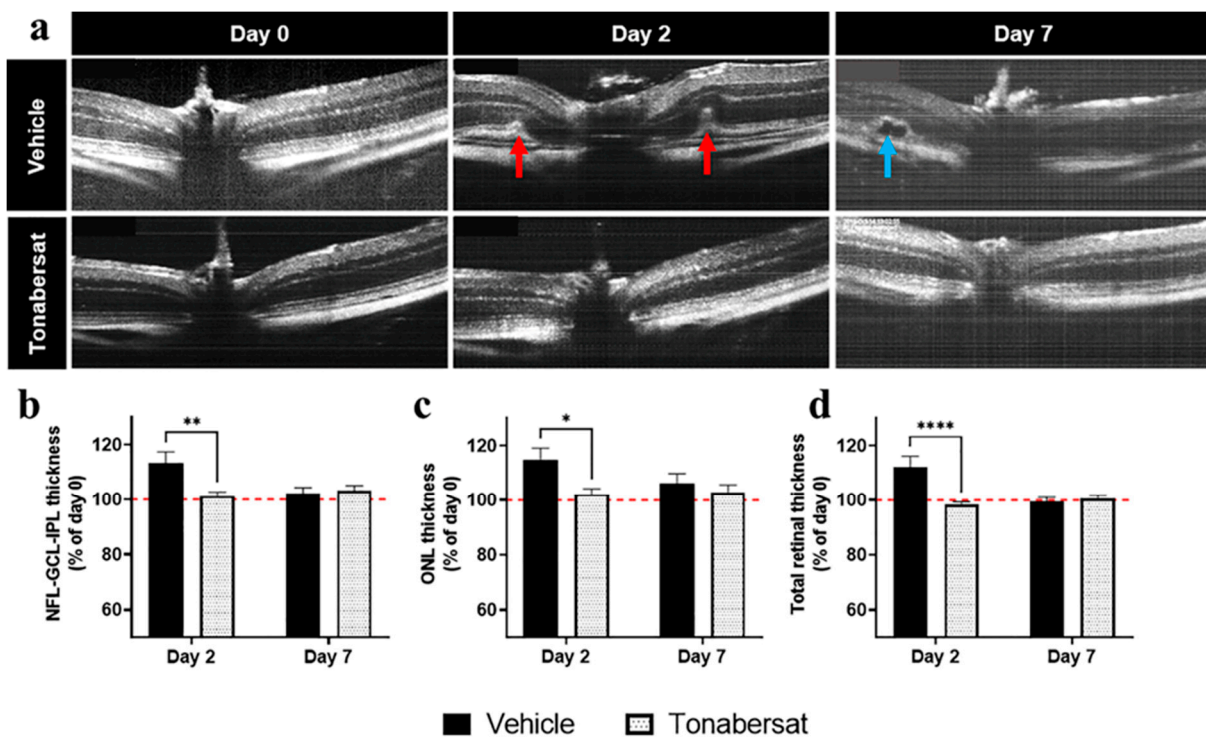 a
Day 0
Day 2
Day 7
Vehicle
Tonabersat
b
NFL-GCL-IPL thickness
(% of day 0)
120
100
80
60
**
Day 2
Day 7
c
ONL thickness
(% of day 0)
120
100
80
60
*
Day 2
Day 7
d
Total retinal thickness
(% of day 0)
120
100
80
60
****
Day 2
Day 7
Vehicle
Tonabersat